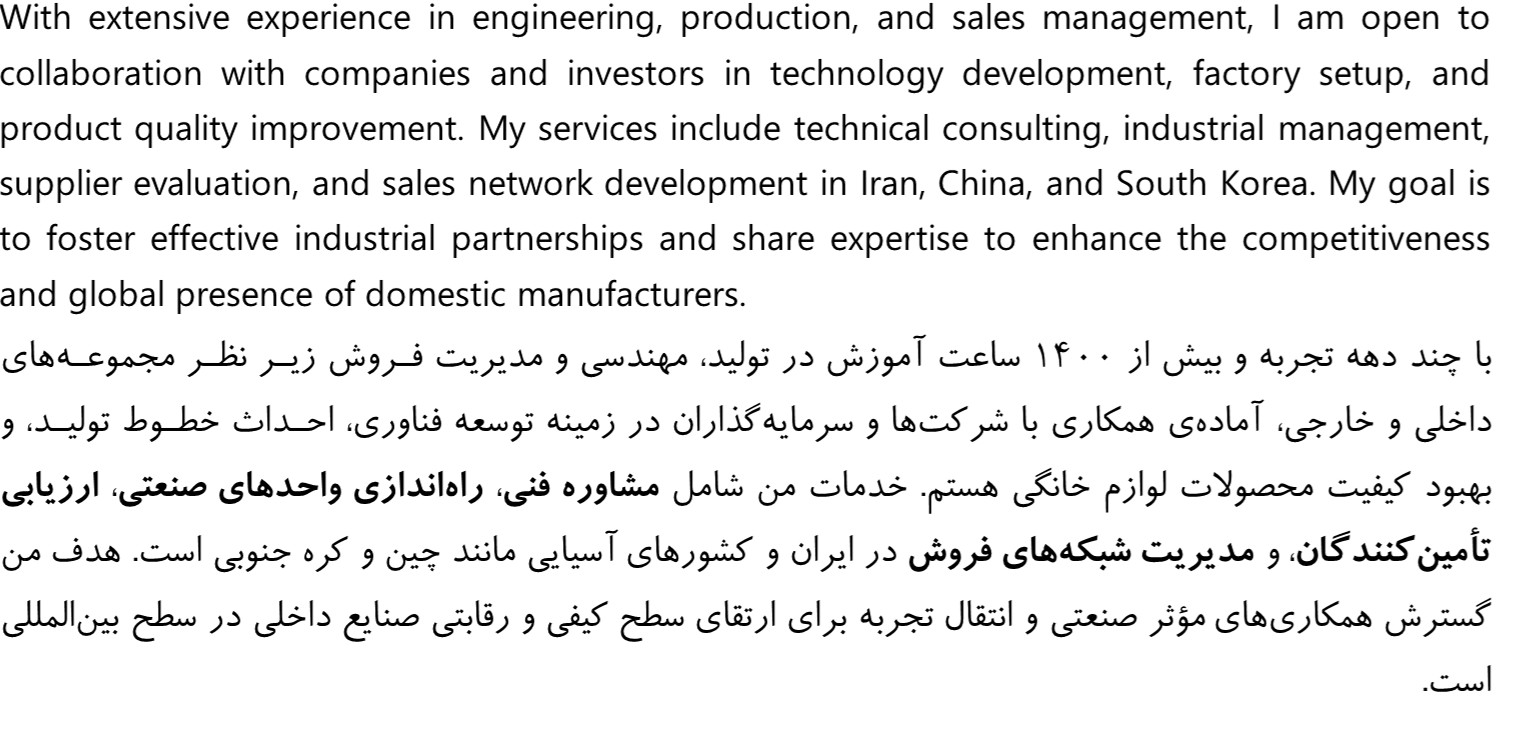 With extensive experience in engineering, production, and sales management, I am open to
collaboration with companies and investors in technology development, factory setup, and
product quality improvement. My services include technical consulting, industrial management,
supplier evaluation, and sales network development in Iran, China, and South Korea. My goal is
to foster effective industrial partnerships and share expertise to enhance the competitiveness
and global presence of domestic manufacturers.
با چند دهه تجربه و بیش از ۱۴۰۰ ساعت آموزش در تولید، مهندسی و مدیریت فـروش زیـر نظـر مجموعـه‌های
داخلی و خارجی، آماده‌ی همکاری با شرکت‌ها و سرمایه‌گذاران در زمینه توسعه فناوری، احـداث خطـوط تولیـد، و
بهبود کیفیت محصولات لوازم خانگی هستم. خدمات من شامل مشاوره فنی، راه‌اندازی واحدهای صنعتی، ارزیابی
تأمین‌کنندگان، و مدیریت شبکه‌های فروش در ایران و کشورهای آسیایی مانند چین و کره جنوبی است. هدف من
گسترش همکاری‌های مؤثر صنعتی و انتقال تجربه برای ارتقای سطح کیفی و رقابتی صنایع داخلی در سطح بین‌المللی
است.